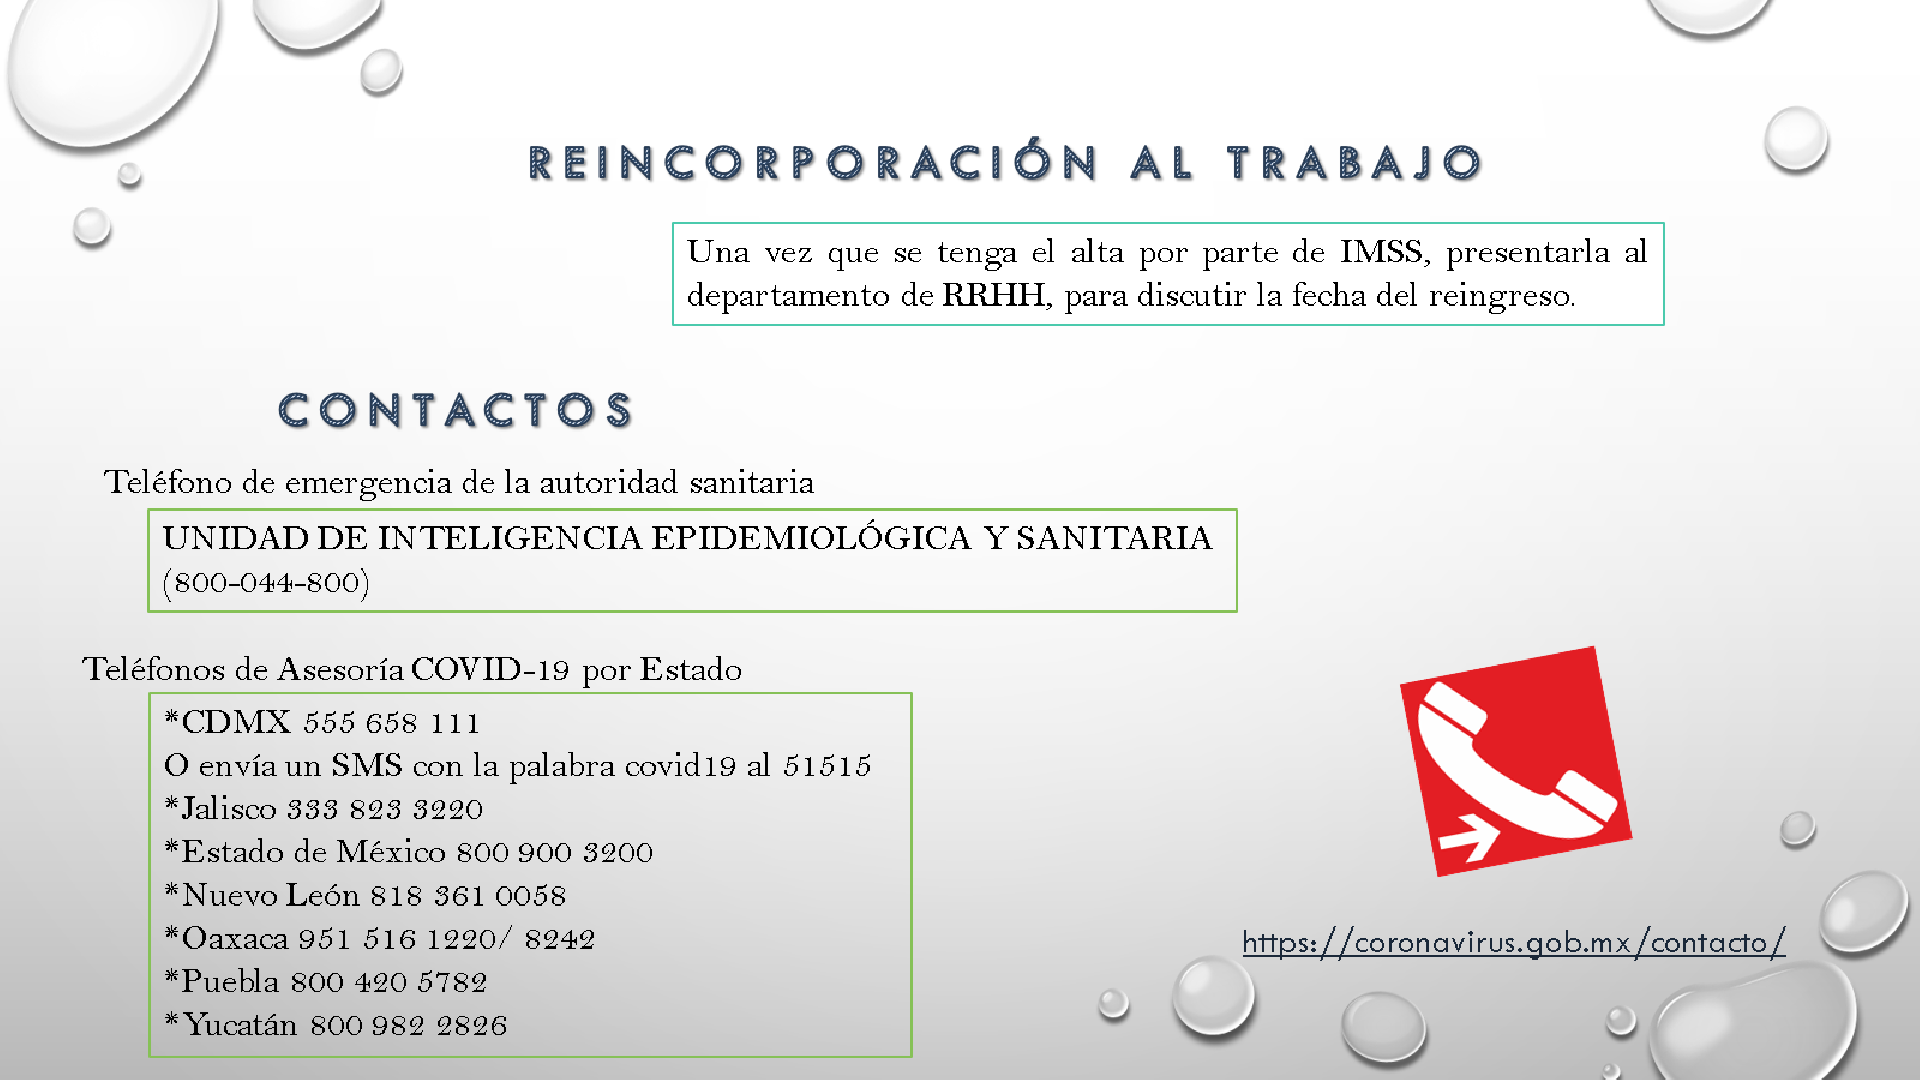 REINCORPORACIÓN AL TRABAJO
Una vez que se tenga el alta por parte de IMSS, presentarla al
departamento de RRHH, para discutir la fecha del reingreso.
CONTACTOS
Teléfono de emergencia de la autoridad sanitaria
UNIDAD DE INTELIGENCIA EPIDEMIOLÓGICA Y SANITARIA
(800-044-800)
Teléfonos de Asesoría COVID-19 por Estado
*CDMX 555 658 111
O envía un SMS con la palabra covid19 al 51515
*Jalisco 333 823 3220
*Estado de México 800 900 3200
*Nuevo León 818 361 0058
*Oaxaca 951 516 1220/ 8242
*Puebla 800 420 5782
*Yucatán 800 982 2826
https://coronavirus.gob.mx/contacto/